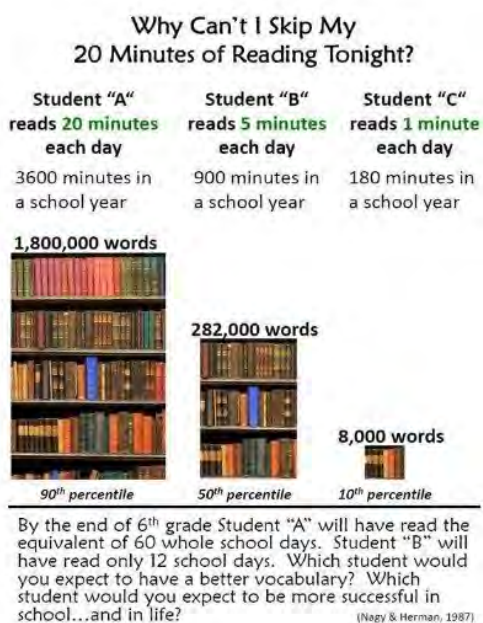 Why Can't I Skip My
20 Minutes of Reading Tonight?
Student "A"
reads 20 minutes
each day
3600 minutes in
a school year
1,800,000 words
90th percentile
Student "B"
reads 5 minutes
each day
900 minutes in
a school year
282,000 words
50th percentile
Student "C"
reads 1 minute
each day
180 minutes in
a school year
8,000 words
10th percentile
By the end of 6th grade Student "A" will have read the
equivalent of 60 whole school days. Student "B" will
have read only 12 school days. Which student would
you expect to have a better vocabulary? Which
student would you expect to be more successful in
school...and in life?
(Nagy & Herman, 1987)